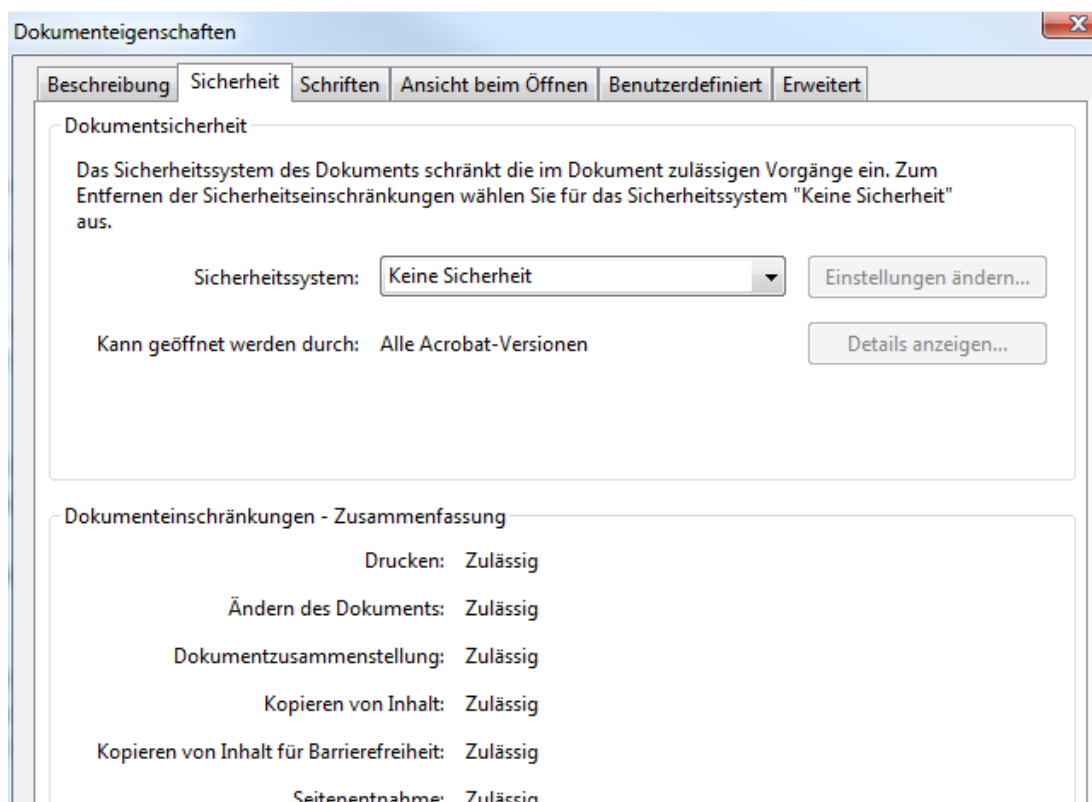 Dokumenteigenschaften
X
Beschreibung Sicherheit Schriften Ansicht beim Öffnen Benutzerdefiniert Erweitert
Dokumentsicherheit
Das Sicherheitssystem des Dokuments schränkt die im Dokument zulässigen Vorgänge ein. Zum
Entfernen der Sicherheitseinschränkungen wählen Sie für das Sicherheitssystem "Keine Sicherheit"
aus.
Sicherheitssystem: Keine Sicherheit Einstellungen ändern...
Kann geöffnet werden durch: Alle Acrobat-Versionen Details anzeigen...
Dokumenteinschränkungen - Zusammenfassung
Drucken: Zulässig
Ändern des Dokuments: Zulässig
Dokumentzusammenstellung: Zulässig
Kopieren von Inhalt: Zulässig
Kopieren von Inhalt für Barrierefreiheit: Zulässig
Seitenentnahme: Zulässig